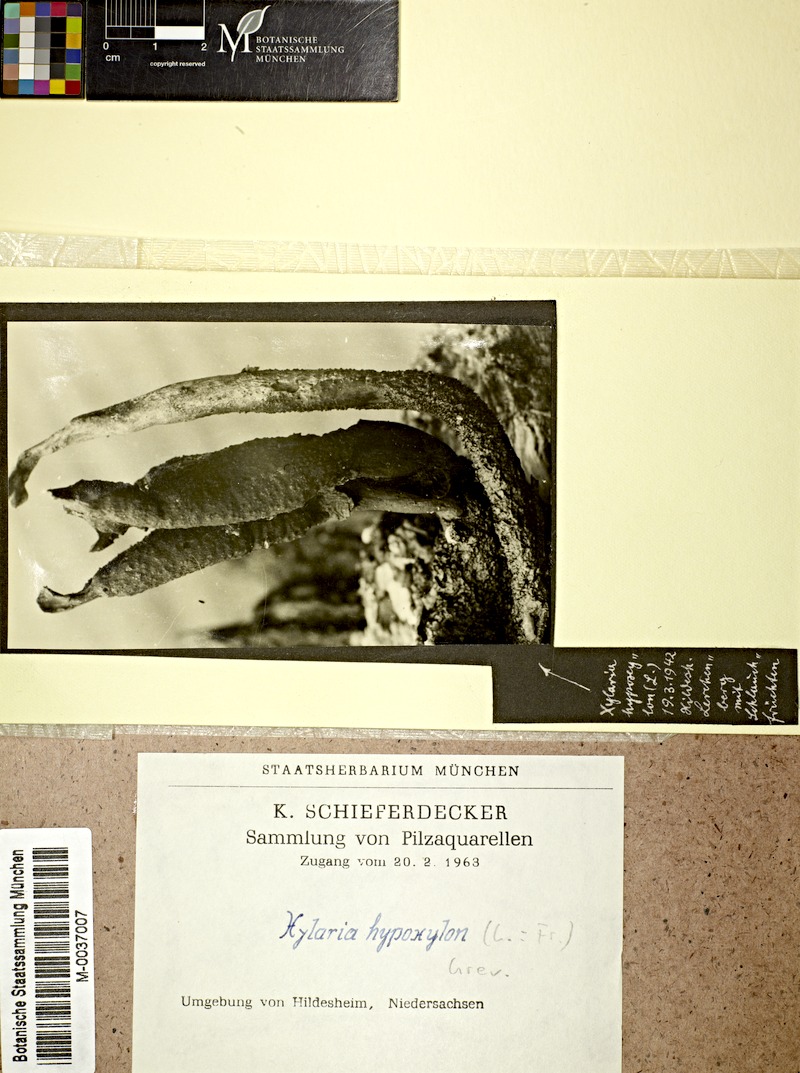 0 1 2
cm
copyright reserved
M
BOTANISCHE
STAATSSAMMLUNG
MÜNCHEN
Xylaria
hypoxy„
lon (L.)
19.3.1942
Hildesh.
Lerchen„
berg
mit
Schlauch„
früchten
STAATSHERBARIUM MÜNCHEN
K. SCHIEFERDECKER
Sammlung von Pilzaquarellen
Zugang vom 20. 2. 1963
Xylaria hypoxylon (L. : Fr.)
Grev.
Umgebung von Hildesheim, Niedersachsen
Botanische Staatssammlung München
M-0037007